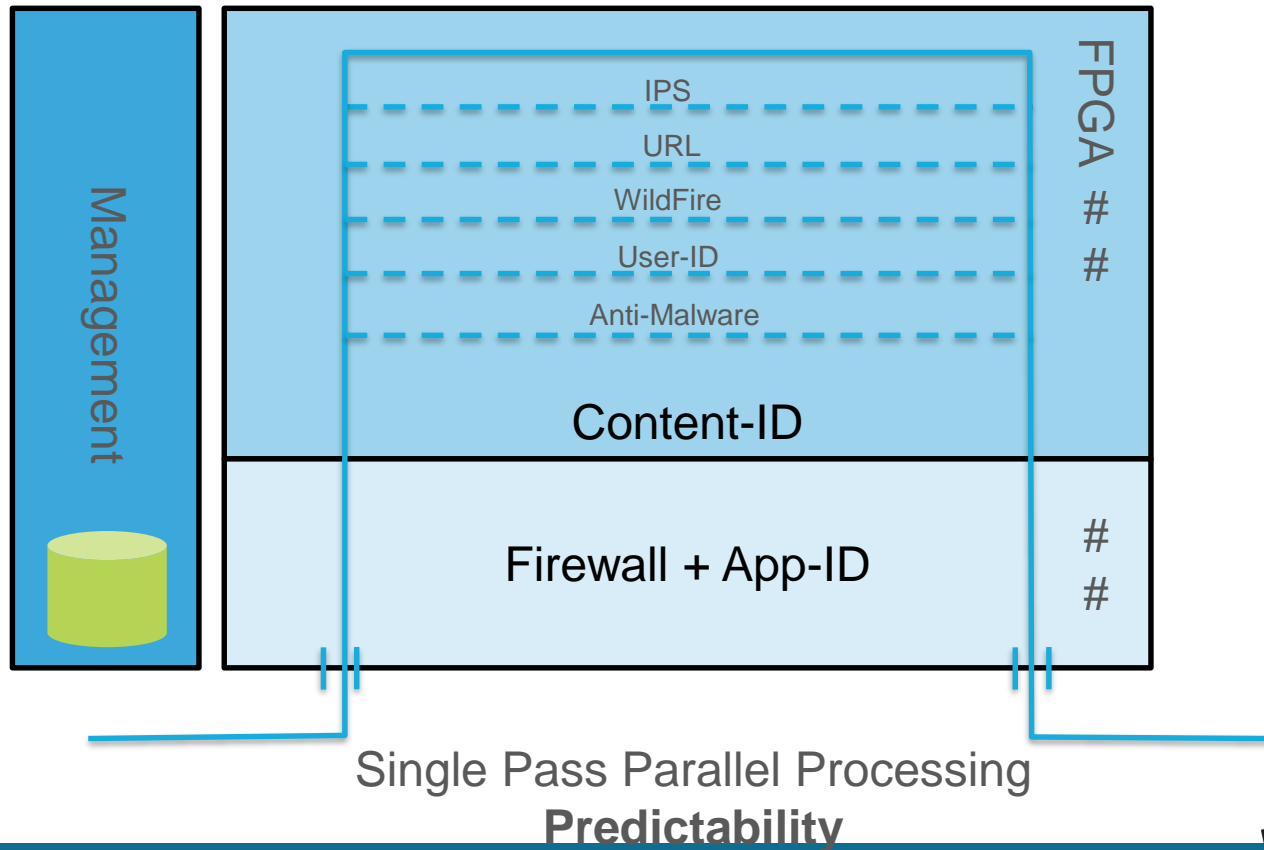 Management
IPS
URL
WildFire
User-ID
Anti-Malware
Content-ID
FPGA
#
#
Firewall + App-ID
#
#
Single Pass Parallel Processing
Predictability